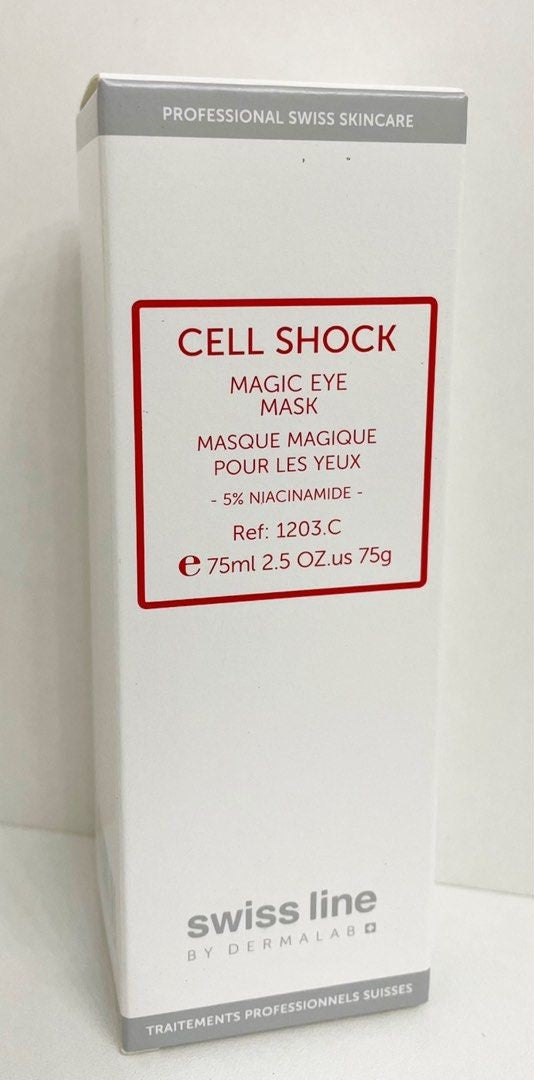 PROFESSIONAL SWISS SKINCARE
CELL SHOCK
MAGIC EYE
MASK
MASQUE MAGIQUE
POUR LES YEUX
- 5% NIACINAMIDE -
Ref: 1203.C
℮ 75ml 2.5 OZ.us 75g
swiss line
BY DERMALAB
TRAITEMENTS PROFESSIONNELS SUISSES